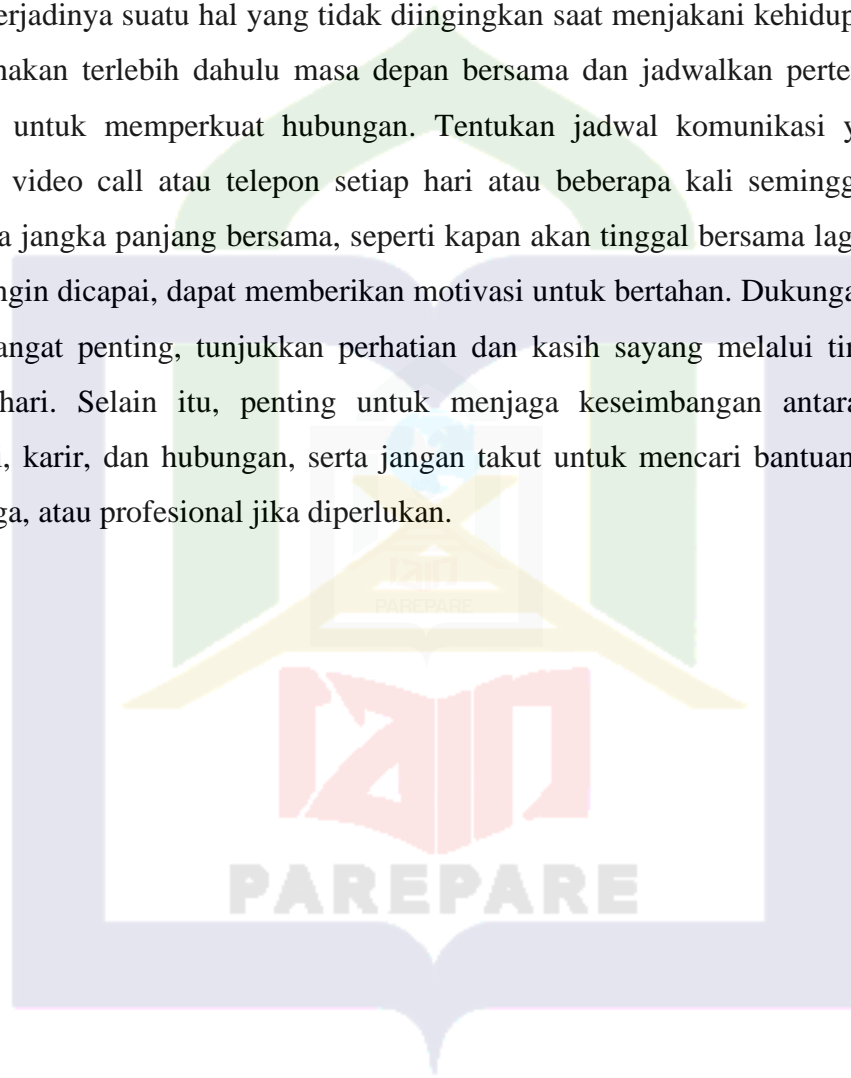 erjadinya suatu hal yang tidak diingingkan saat menjakani kehidup
nakan terlebih dahulu masa depan bersama dan jadwalkan perte
untuk memperkuat hubungan. Tentukan jadwal komunikasi y
video call atau telepon setiap hari atau beberapa kali semingg
a jangka panjang bersama, seperti kapan akan tinggal bersama lag
ngin dicapai, dapat memberikan motivasi untuk bertahan. Dukunga
angat penting, tunjukkan perhatian dan kasih sayang melalui tin
hari. Selain itu, penting untuk menjaga keseimbangan antara
, karir, dan hubungan, serta jangan takut untuk mencari bantuan
ga, atau profesional jika diperlukan.
iain
PAREPARE
iain
PAREPARE